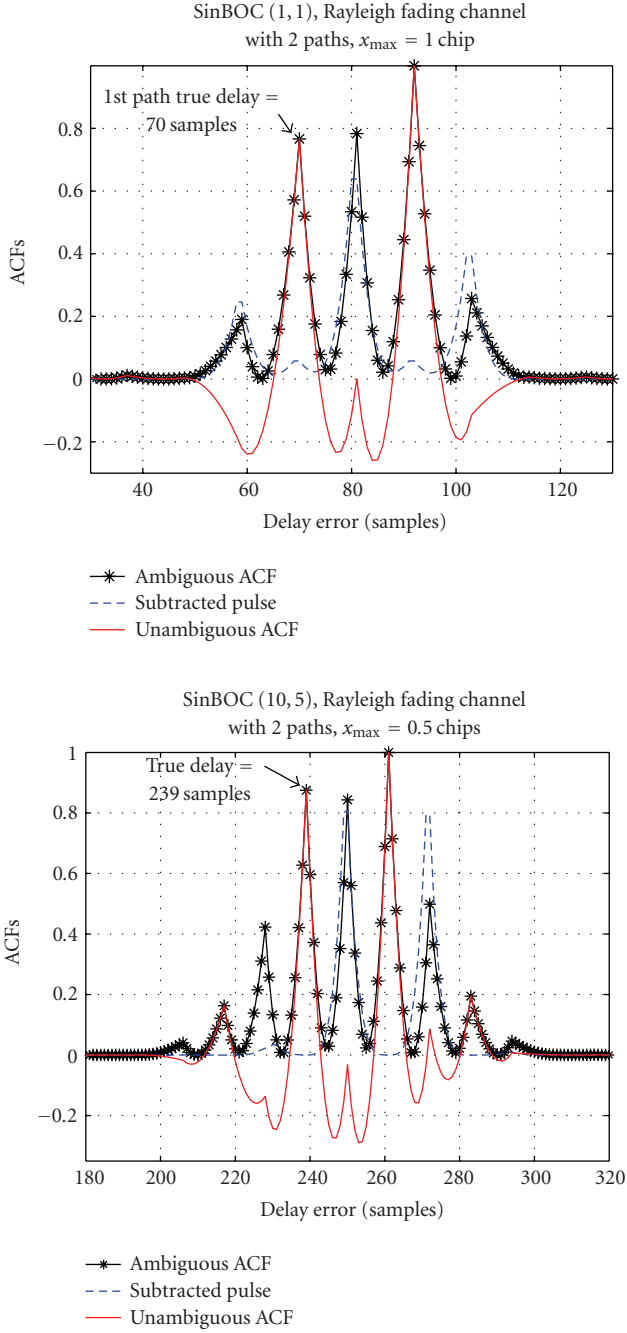 SinBOC (1, 1), Rayleigh fading channel
with 2 paths, x_max = 1 chip
1st path true delay =
70 samples
0.8
0.6
0.4
0.2
0
−0.2
ACFs
40
60
80
100
120
Delay error (samples)
Ambiguous ACF
Subtracted pulse
Unambiguous ACF
SinBOC (10, 5), Rayleigh fading channel
with 2 paths, x_max = 0.5 chips
True delay =
239 samples
1
0.8
0.6
0.4
0.2
0
−0.2
ACFs
180
200
220
240
260
280
300
320
Delay error (samples)
Ambiguous ACF
Subtracted pulse
Unambiguous ACF